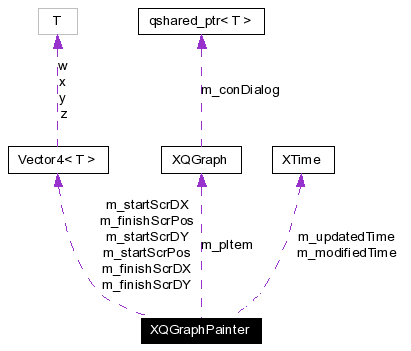 T
qshared_ptr< T >
w
x
y
z
m_conDialog
Vector4< T >
XQGraph
XTime
m_startScrDX
m_finishScrPos
m_startScrDY
m_startScrPos
m_finishScrDX
m_finishScrDY
m_pItem
m_updatedTime
m_modifiedTime
XQGraphPainter